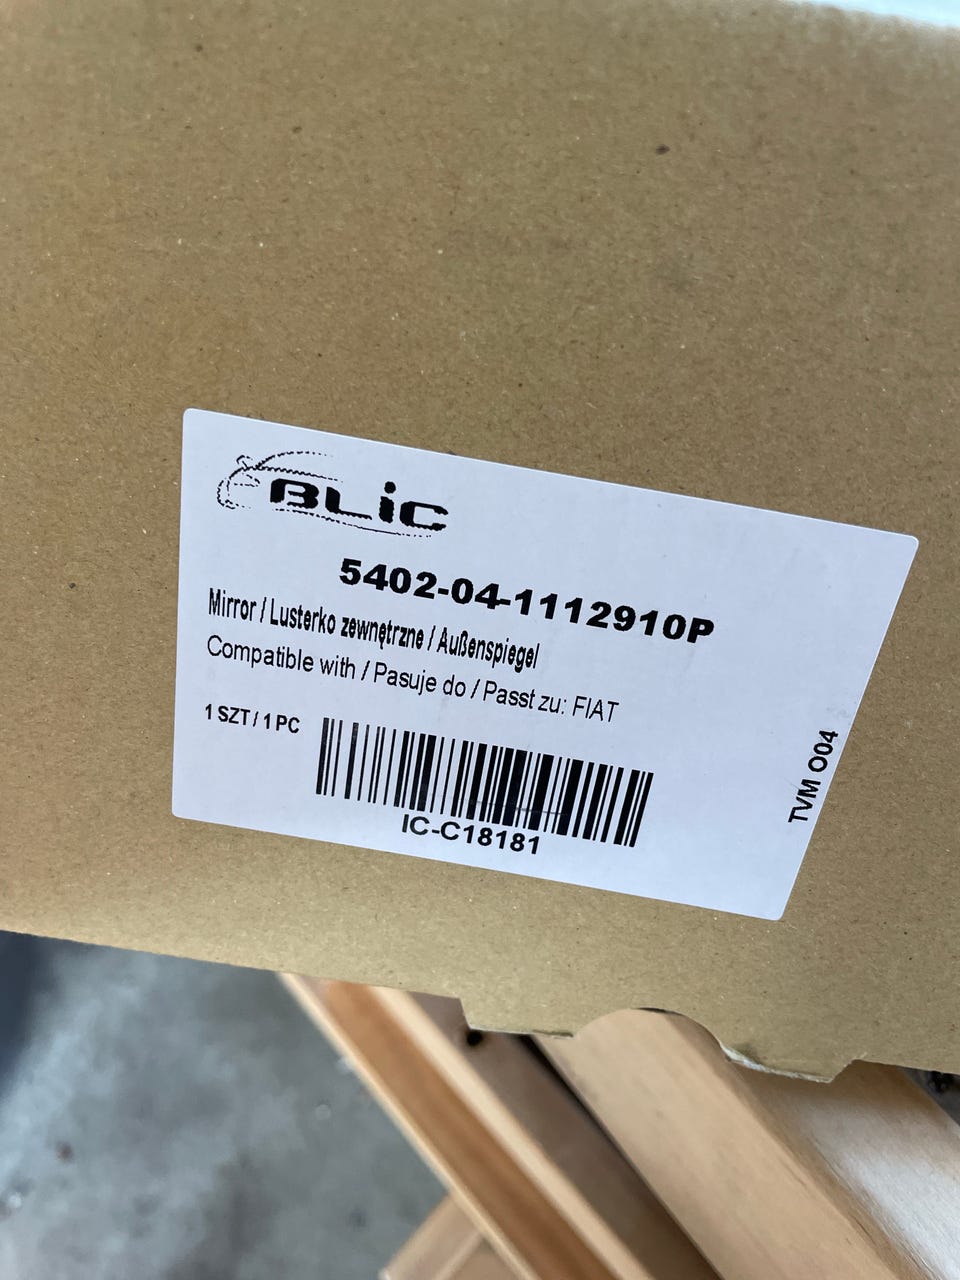 BLiC
5402-04-1112910P
Mirror / Lusterko zewnętrzne / Außenspiegel
Compatible with / Pasuje do / Passt zu: FIAT
1 SZT / 1 PC
IC-C18181
TVM O04